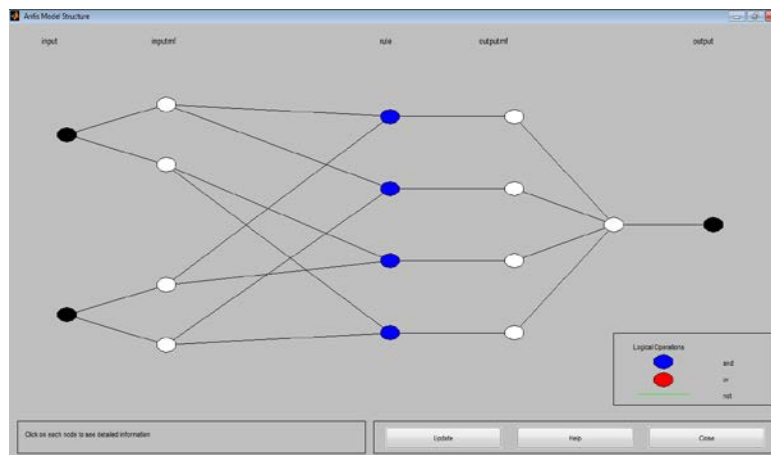 Anfis Model Structure
input inputmf rule outputmf output
Logical Operations
and
or
not
Click on each node to see detailed information
Update Help Close